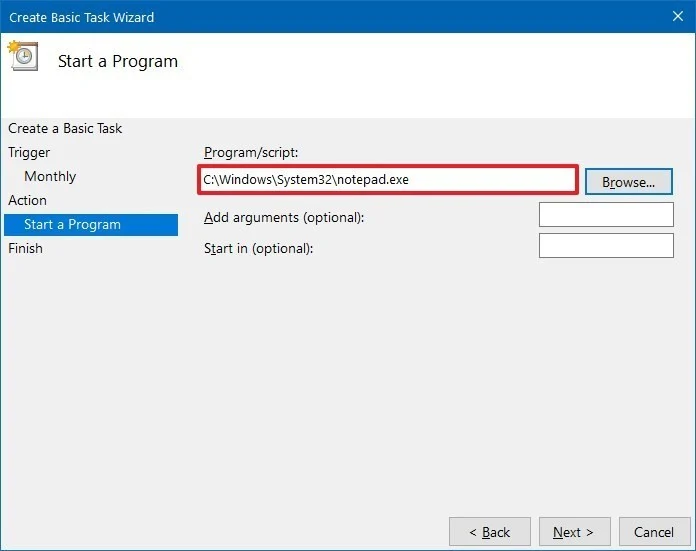 Create Basic Task Wizard
Start a Program
Create a Basic Task
Trigger
Monthly
Action
Start a Program
Finish
Program/script:
C:\Windows\System32\notepad.exe
Browse...
Add arguments (optional):
Start in (optional):
< Back
Next >
Cancel